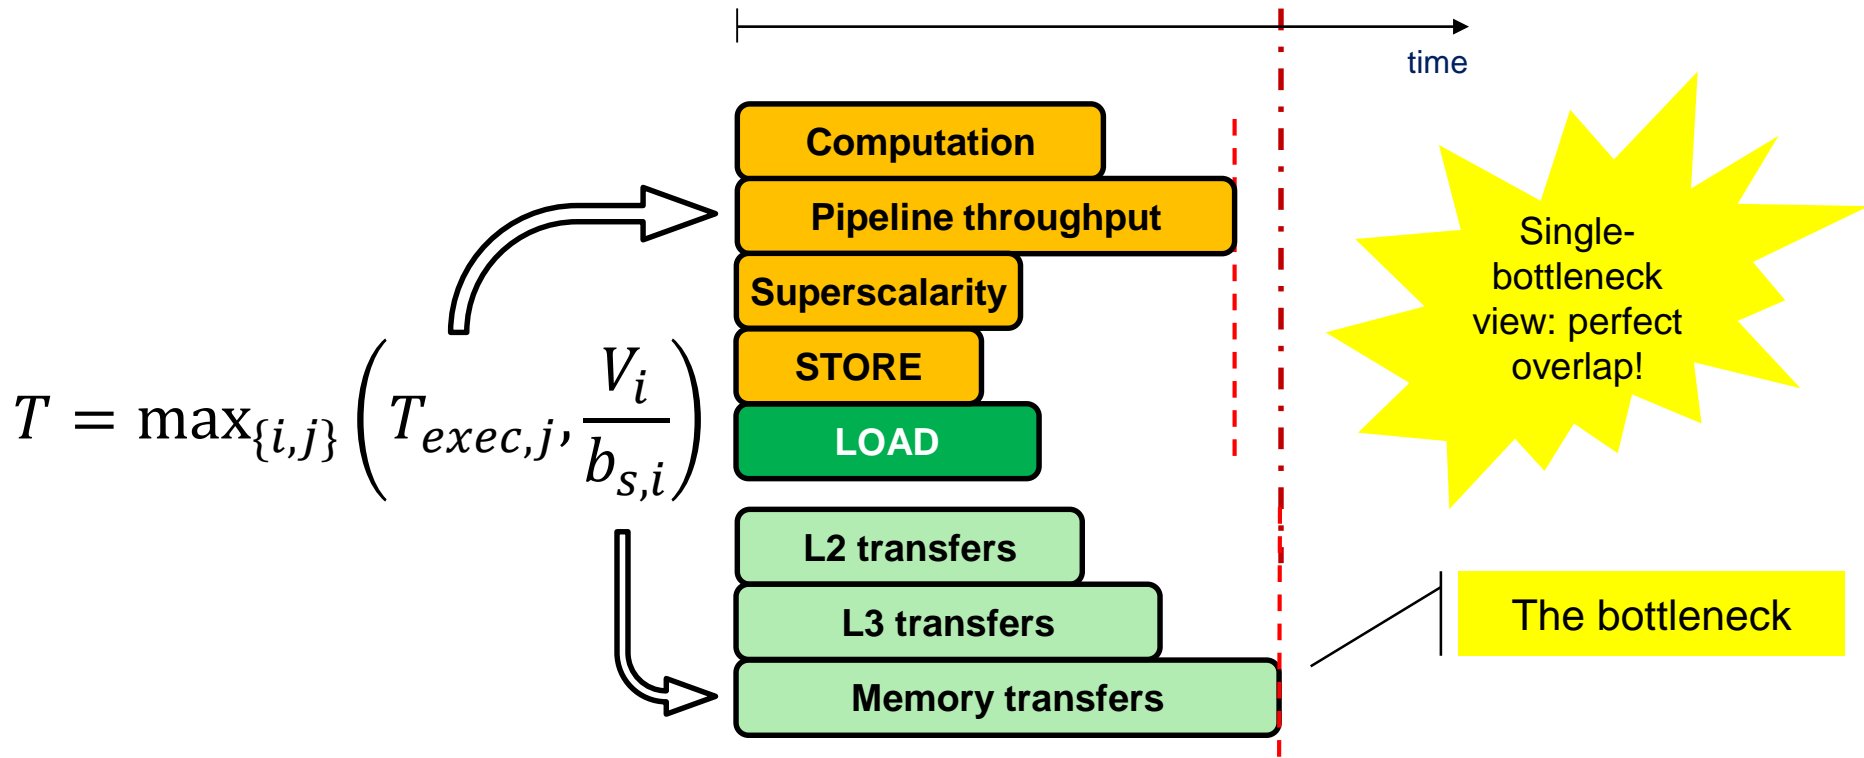 time
Computation
Pipeline throughput
Superscalarity
STORE
LOAD
T = max_{i,j} (T_{exec,j}, V_i / b_{s,i})
L2 transfers
L3 transfers
Memory transfers
Single-
bottleneck
view: perfect
overlap!
The bottleneck